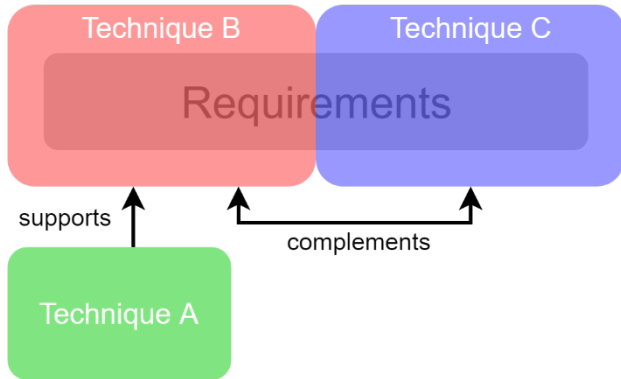 Technique B
Technique C
Requirements
supports
complements
Technique A